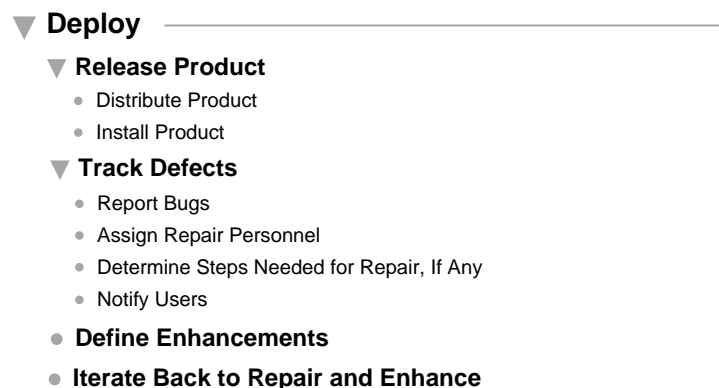 Deploy
Release Product
Distribute Product
Install Product
Track Defects
Report Bugs
Assign Repair Personnel
Determine Steps Needed for Repair, If Any
Notify Users
Define Enhancements
Iterate Back to Repair and Enhance